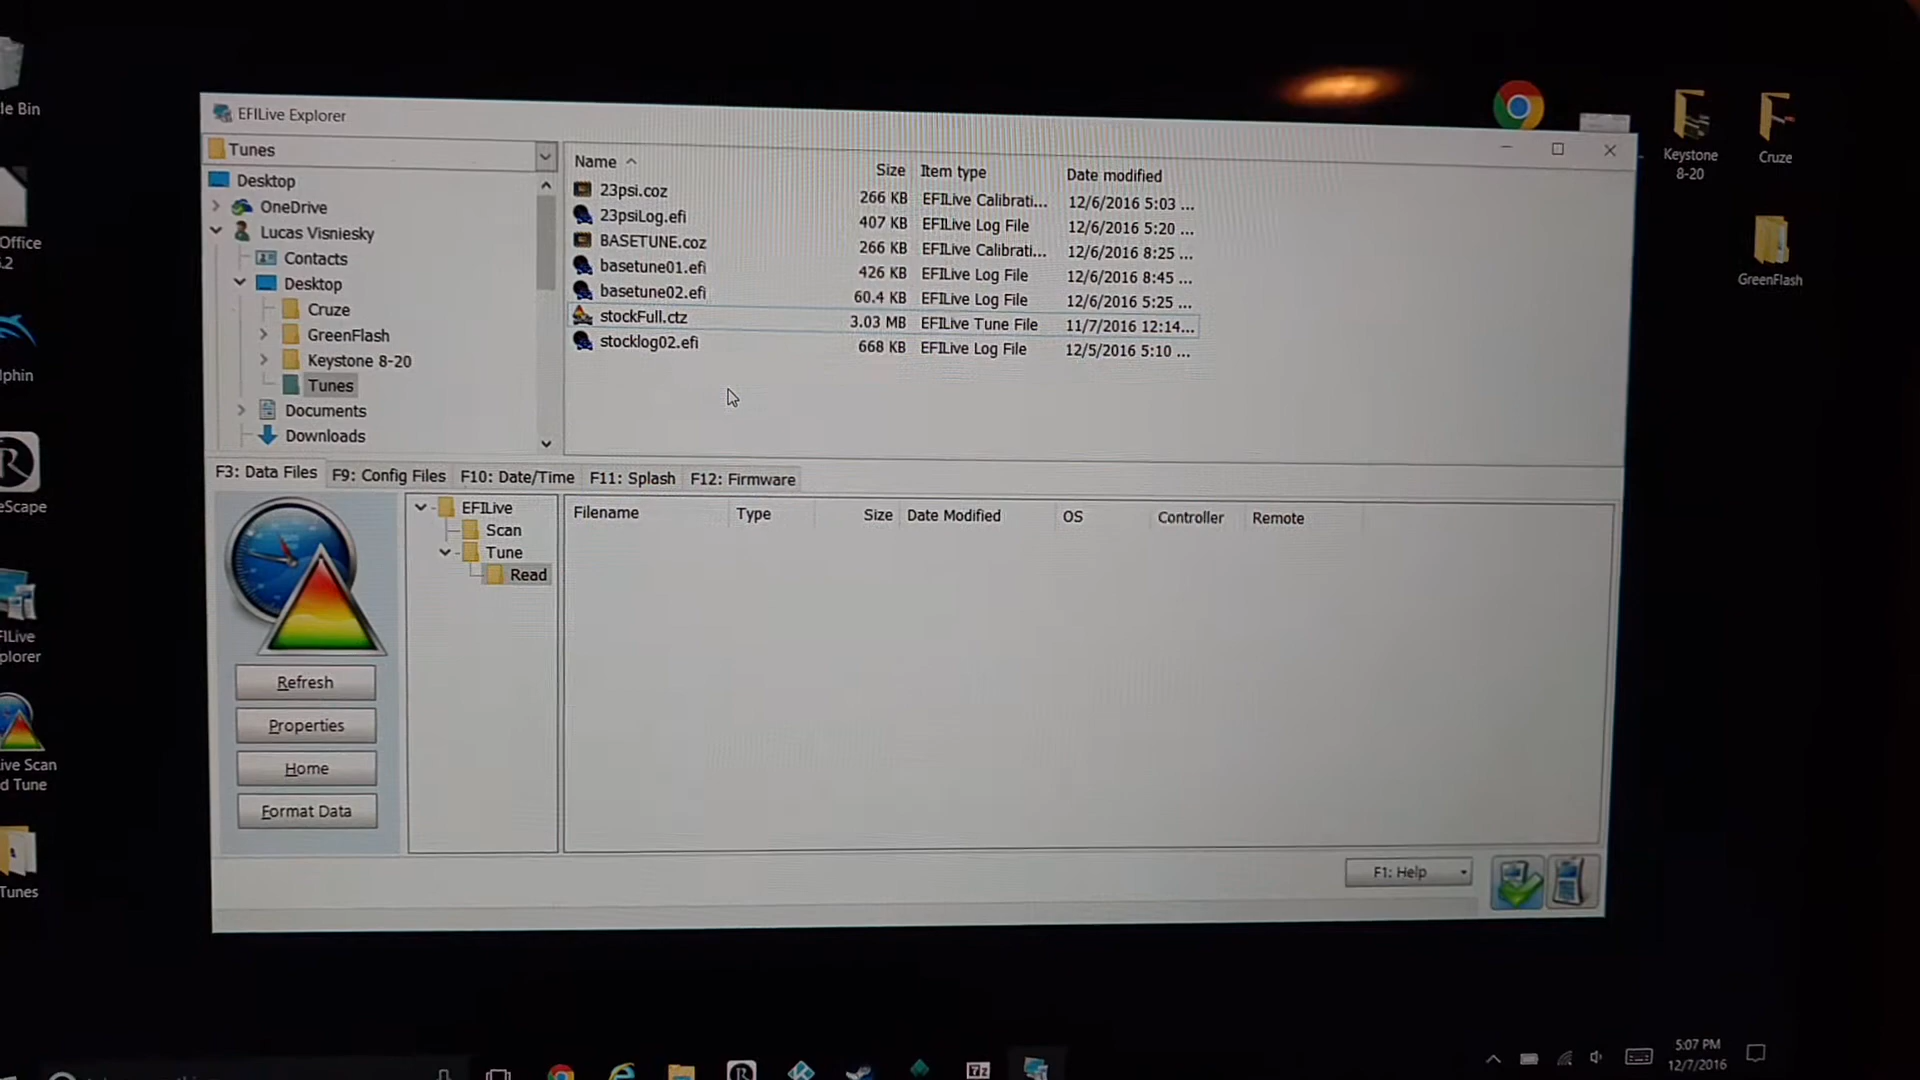 EFILive Explorer
Tunes
Desktop
OneDrive
Lucas Visniesky
Contacts
Desktop
Cruze
GreenFlash
Keystone 8-20
Tunes
Documents
Downloads
Name Size Item type Date modified
23psi.coz 266 KB EFILive Calibrati... 12/6/2016 5:03 ...
23psiLog.efi 407 KB EFILive Log File 12/6/2016 5:20 ...
BASETUNE.coz 266 KB EFILive Calibrati... 12/6/2016 8:25 ...
basetune01.efi 426 KB EFILive Log File 12/6/2016 8:45 ...
basetune02.efi 60.4 KB EFILive Log File 12/6/2016 5:25 ...
stockFull.ctz 3.03 MB EFILive Tune File 11/7/2016 12:14...
stocklog02.efi 668 KB EFILive Log File 12/5/2016 5:10 ...
F3: Data Files F9: Config Files F10: Date/Time F11: Splash F12: Firmware
EFILive
Scan
Tune
Read
Filename Type Size Date Modified OS Controller Remote
Refresh
Properties
Home
Format Data
F1: Help
le Bin
Office
.2
lphin
eScape
FILive
plorer
ive Scan
d Tune
Tunes
Keystone
8-20
Cruze
GreenFlash
R
R
7z
5:07 PM
12/7/2016